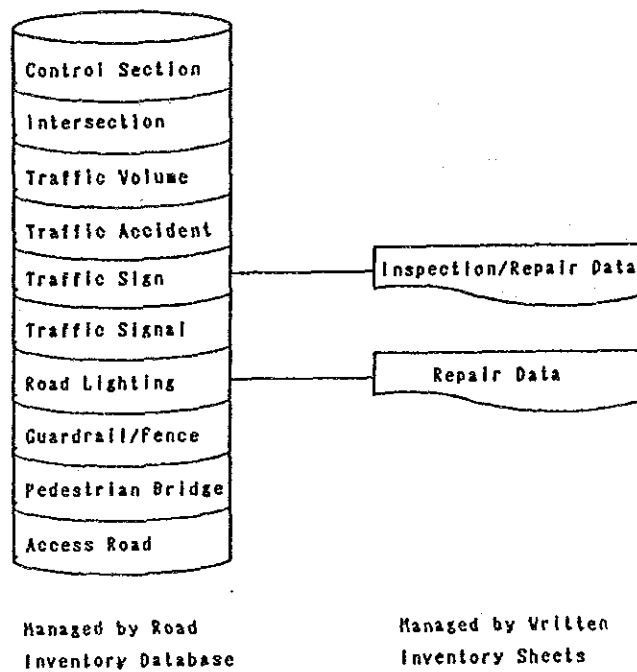 Control Section
Intersection
Traffic Volume
Traffic Accident
Traffic Sign
Traffic Signal
Road Lighting
Guardrail/Fence
Pedestrian Bridge
Access Road
Inspection/Repair Data
Repair Data
Managed by Road
Inventory Database
Managed by Written
Inventory Sheets